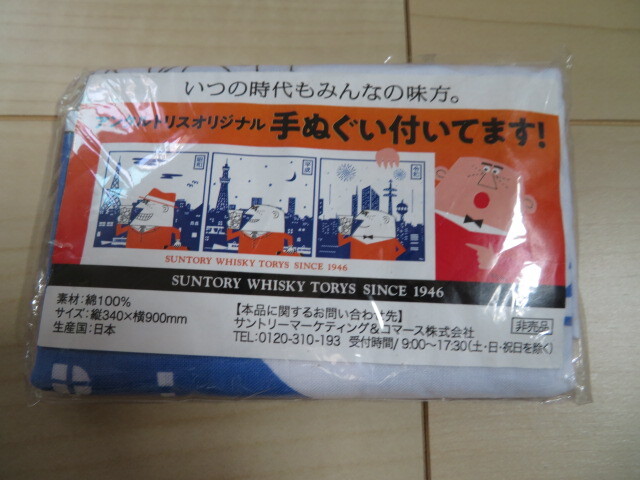 いつの時代もみんなの味方。
アンクルトリスオリジナル 手ぬぐい付いてます!
昭和
平成
令和
SUNTORY WHISKY TORYS SINCE 1946
SUNTORY WHISKY TORYS SINCE 1946
素材:綿100%
サイズ:縦340×横900mm
生産国:日本
【本品に関するお問い合わせ先】
サントリーマーケティング&コマース株式会社
TEL:0120-310-193 受付時間/9:00~17:30(土・日・祝日を除く)
非売品